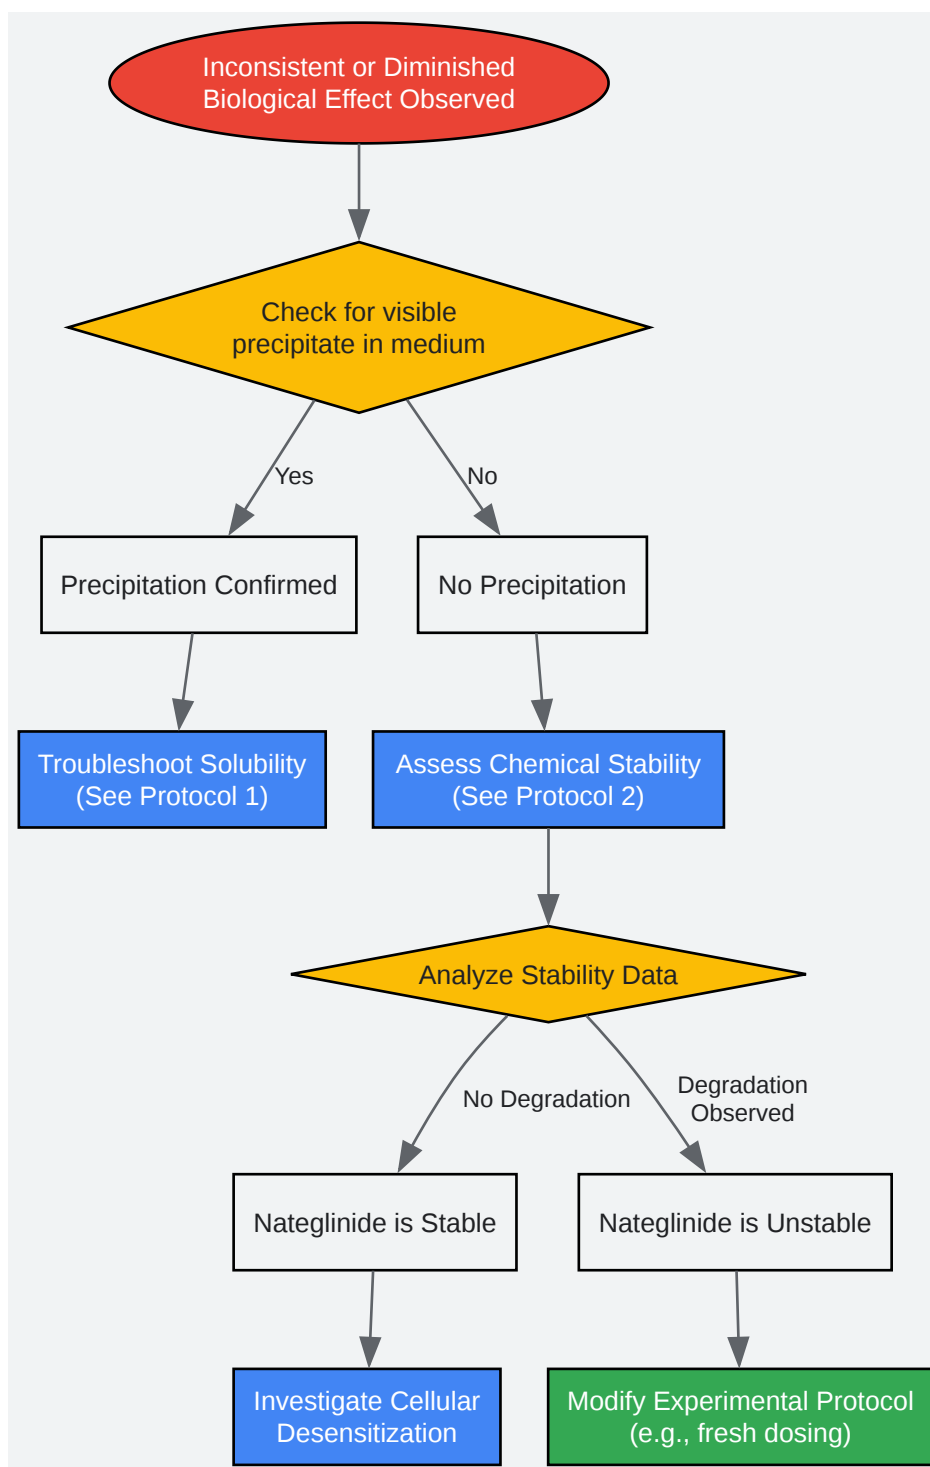 Inconsistent or Diminished
Biological Effect Observed
Check for visible
precipitate in medium
Yes
No
Precipitation Confirmed
No Precipitation
Troubleshoot Solubility
(See Protocol 1)
Assess Chemical Stability
(See Protocol 2)
Analyze Stability Data
No Degradation
Degradation
Observed
Nateglinide is Stable
Nateglinide is Unstable
Investigate Cellular
Desensitization
Modify Experimental Protocol
(e.g., fresh dosing)